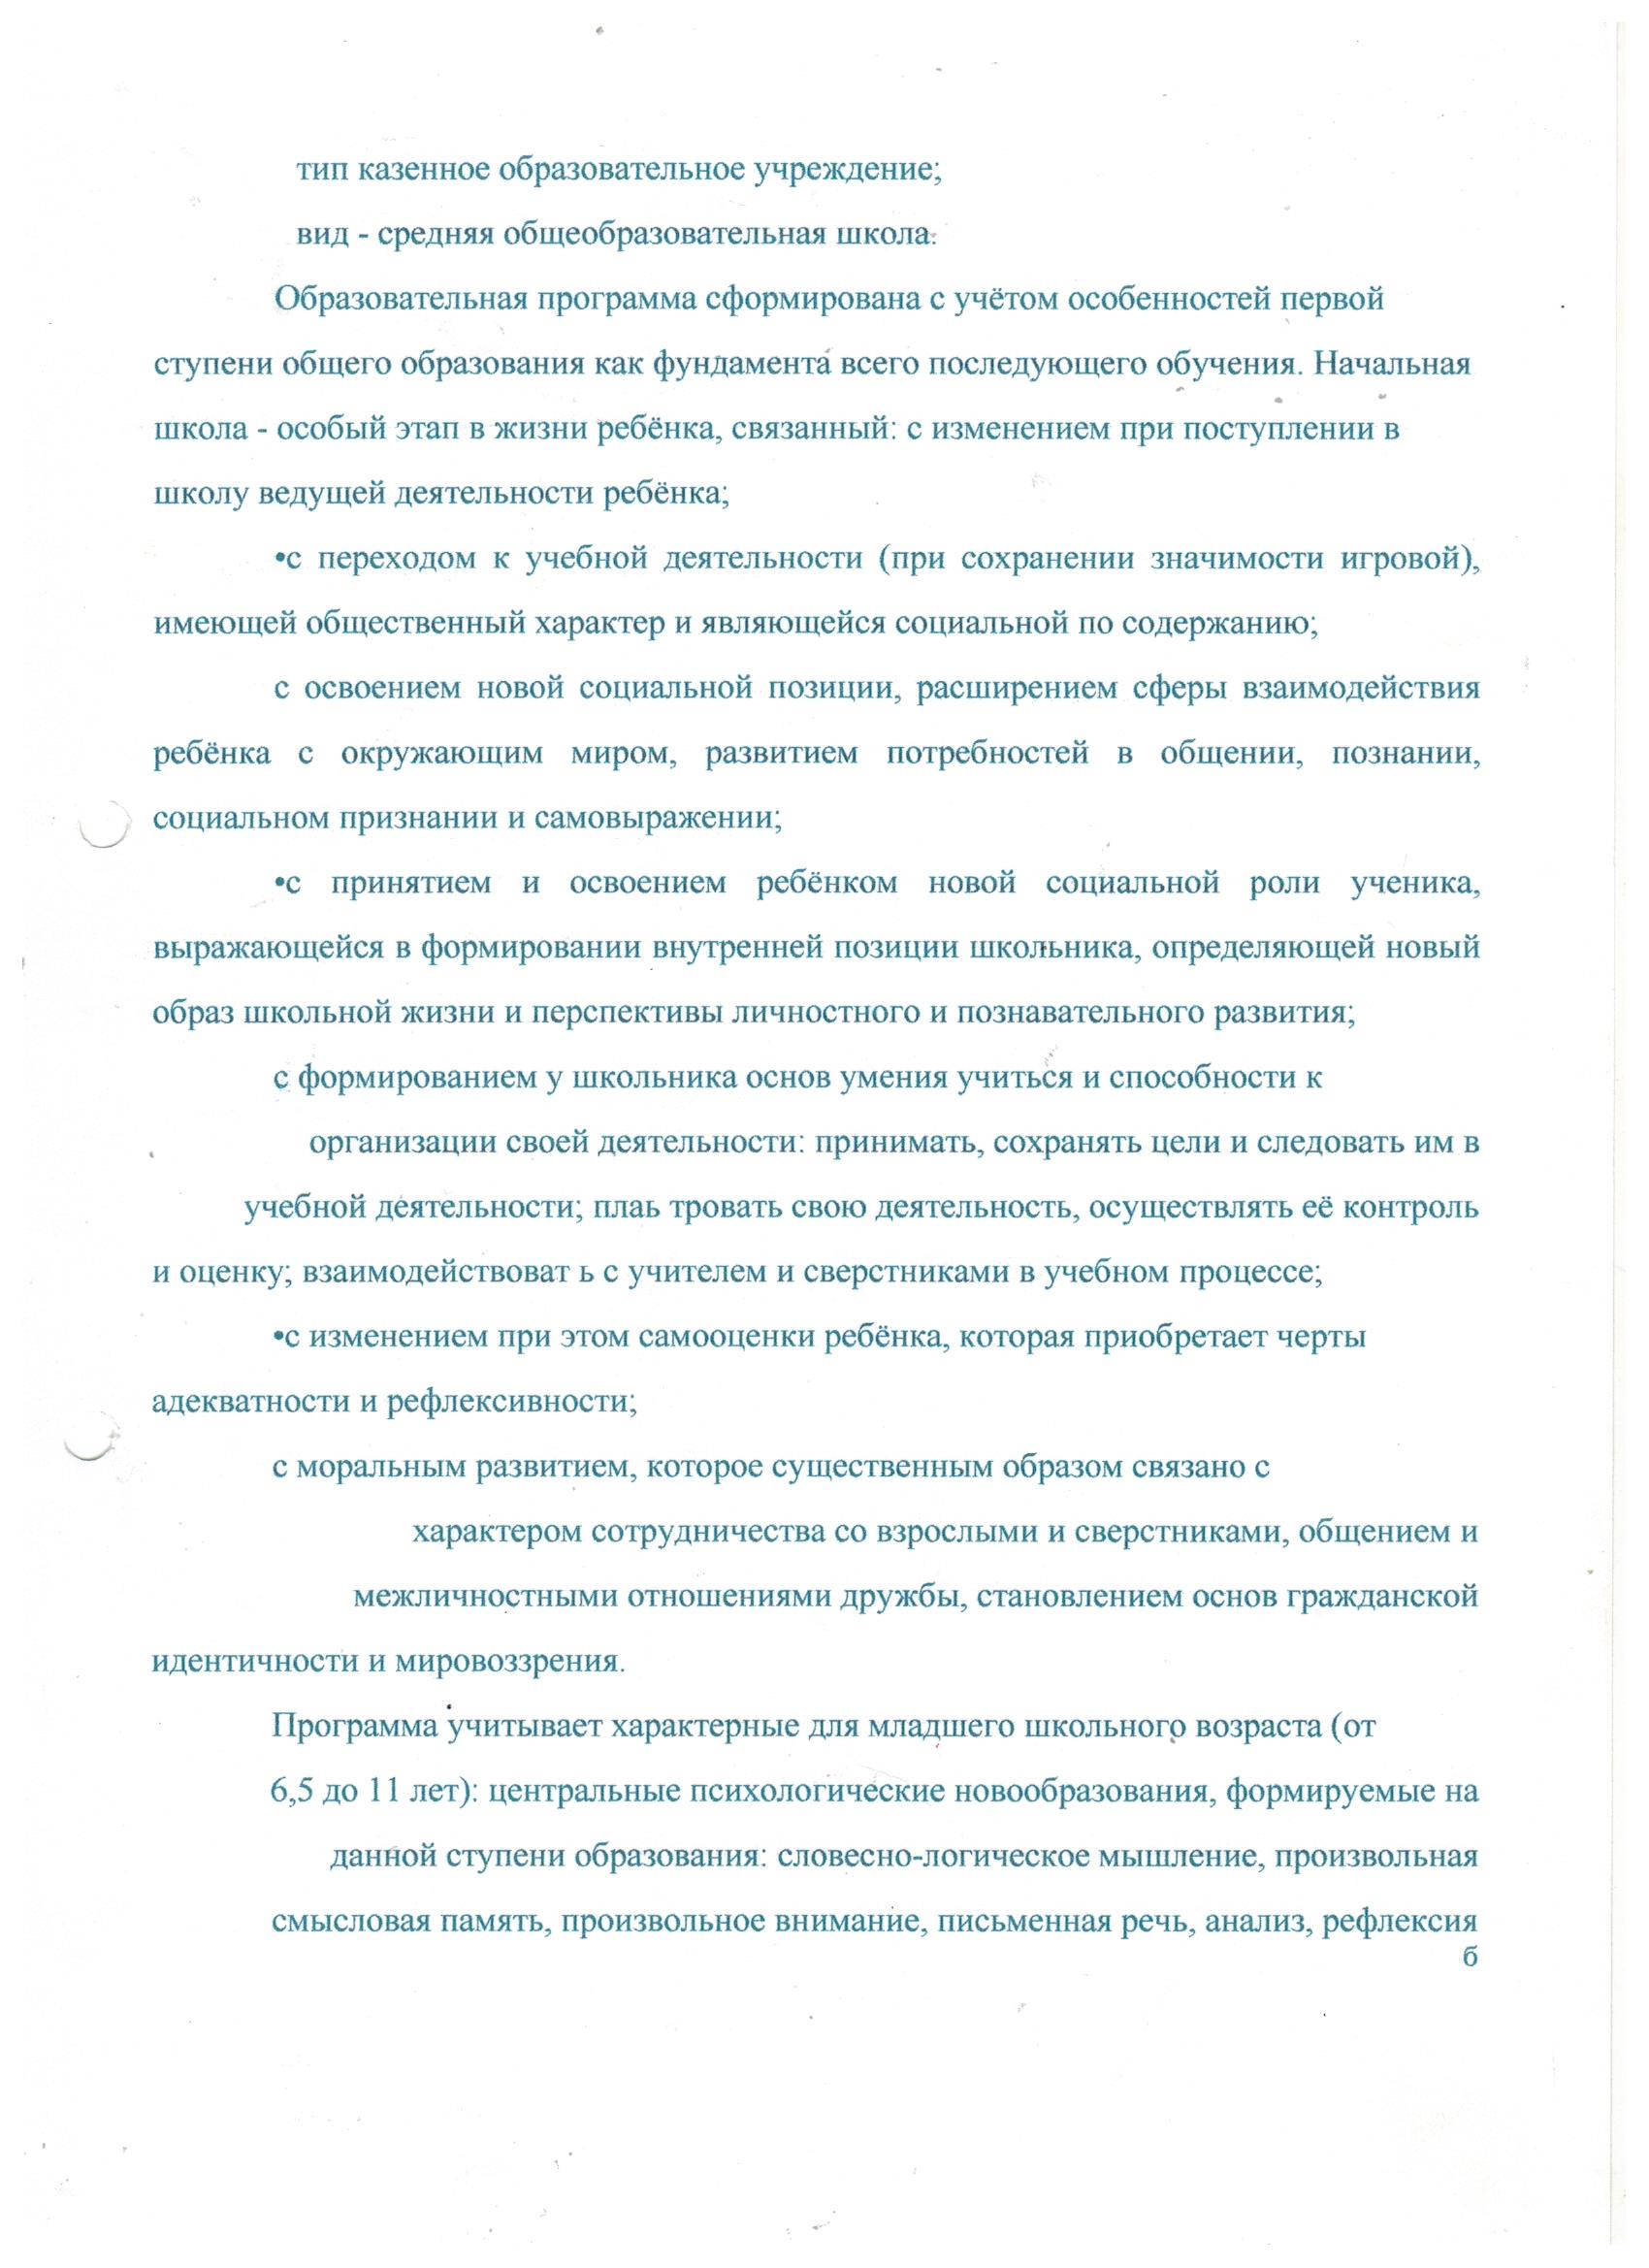 тип казенное образовательное учреждение;
вид - средняя общеобразовательная школа.
Образовательная программа сформирована с учётом особенностей первой
ступени общего образования как фундамента всего последующего обучения. Начальная
школа - особый этап в жизни ребёнка, связанный: с изменением при поступлении в
школу ведущей деятельности ребёнка;
•с переходом к учебной деятельности (при сохранении значимости игровой),
имеющей общественный характер и являющейся социальной по содержанию;
с освоением новой социальной позиции, расширением сферы взаимодействия
ребёнка с окружающим миром, развитием потребностей в общении, познании,
социальном признании и самовыражении;
•с принятием и освоением ребёнком новой социальной роли ученика,
выражающейся в формировании внутренней позиции школьника, определяющей новый
образ школьной жизни и перспективы личностного и познавательного развития;
с формированием у школьника основ умения учиться и способности к
организации своей деятельности: принимать, сохранять цели и следовать им в
учебной деятельности; плаь тровать свою деятельность, осуществлять её контроль
и оценку; взаимодействоват ь с учителем и сверстниками в учебном процессе;
•с изменением при этом самооценки ребёнка, которая приобретает черты
адекватности и рефлексивности;
с моральным развитием, которое существенным образом связано с
характером сотрудничества со взрослыми и сверстниками, общением и
межличностными отношениями дружбы, становлением основ гражданской
идентичности и мировоззрения.
Программа учитывает характерные для младшего школьного возраста (от
6,5 до 11 лет): центральные психологические новообразования, формируемые на
данной ступени образования: словесно-логическое мышление, произвольная
смысловая память, произвольное внимание, письменная речь, анализ, рефлексия
б